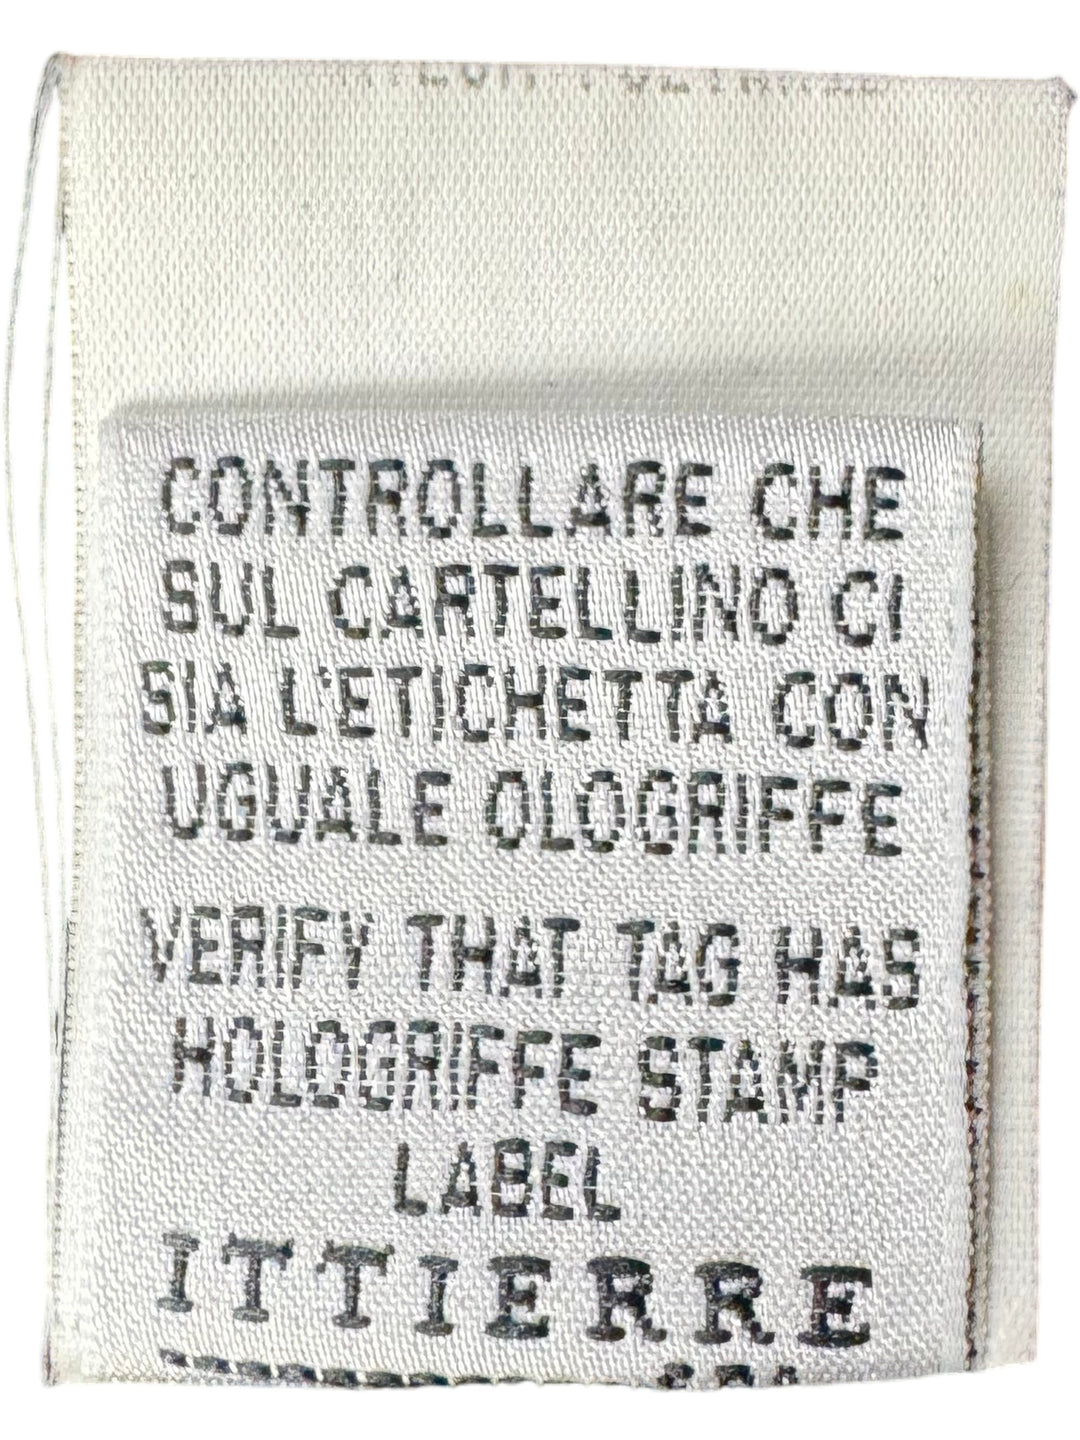 CONTROLLARE CHE
SUL CARTELLINO CI
SIA L'ETICHETTA CON
UGUALE OLOGRIFFE
VERIFY THAT TAG HAS
HOLOGRIFFE STAMP
LABEL
ITTIERRE